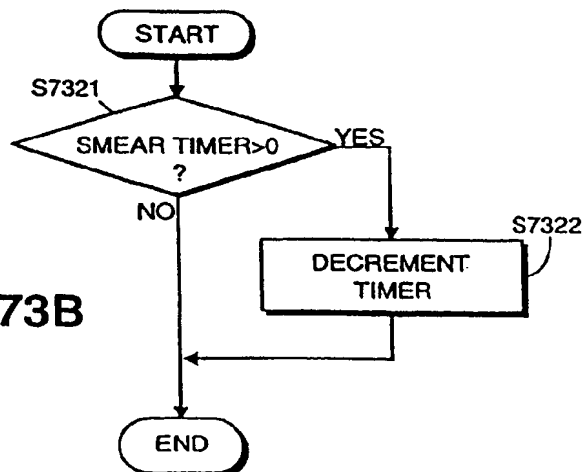 START
S7321
SMEAR TIMER>0
?
YES
NO
S7322
DECREMENT
TIMER
73B
END